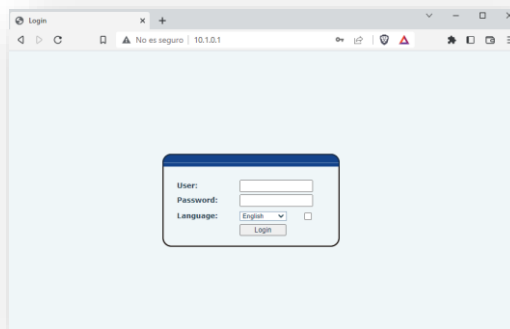 Login
No es seguro | 10.1.0.1
User:
Password:
Language: English
Login